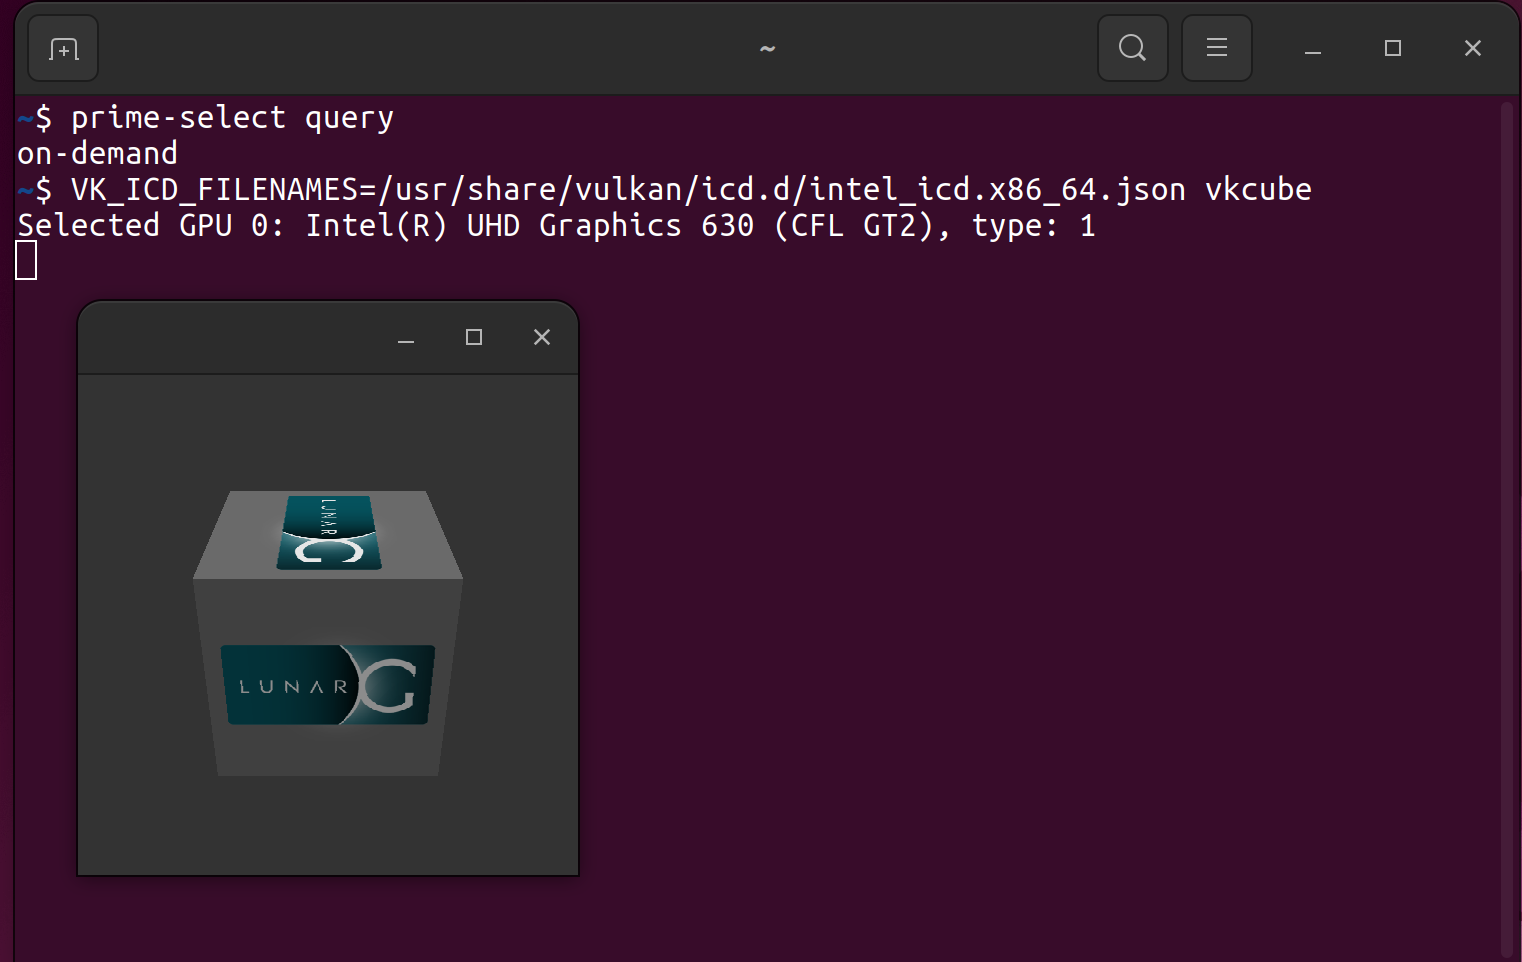 ~
~$ prime-select query
on-demand
~$ VK_ICD_FILENAMES=/usr/share/vulkan/icd.d/intel_icd.x86_64.json vkcube
Selected GPU 0: Intel(R) UHD Graphics 630 (CFL GT2), type: 1
LUNAR G
LUNAR G